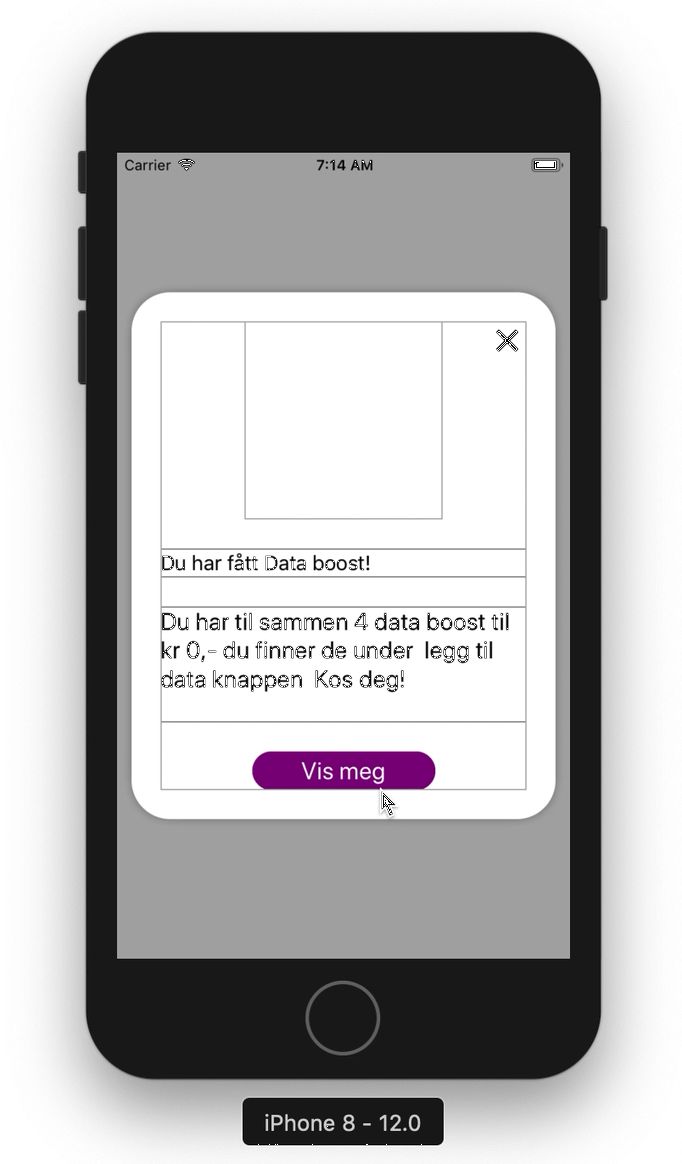 Carrier 7:14 AM
Du har fått Data boost!
Du har til sammen 4 data boost til
kr 0,- du finner de under  legg til
data knappen  Kos deg!
Vis meg
iPhone 8 - 12.0